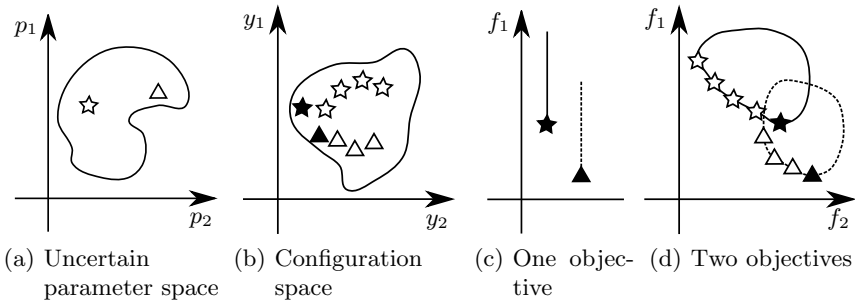 p1
p2
y1
y2
f1
f1
f2
(a) Uncertain
parameter space
(b) Configuration
space
(c) One objec-
tive
(d) Two objectives